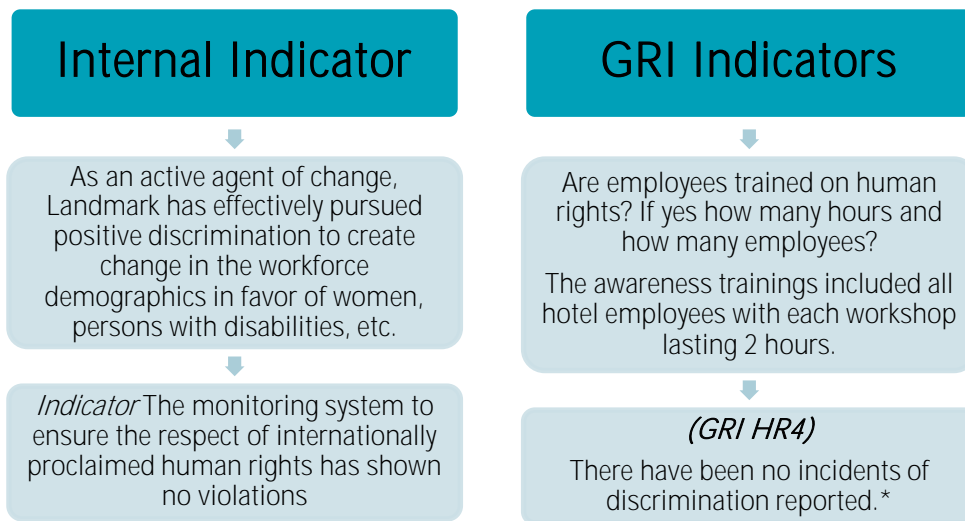 Internal Indicator
As an active agent of change,
Landmark has effectively pursued
positive discrimination to create
change in the workforce
demographics in favor of women,
persons with disabilities, etc.
Indicator The monitoring system to
ensure the respect of internationally
proclaimed human rights has shown
no violations
GRI Indicators
Are employees trained on human
rights? If yes how many hours and
how many employees?
The awareness trainings included all
hotel employees with each workshop
lasting 2 hours.
(GRI HR4)
There have been no incidents of
discrimination reported.*